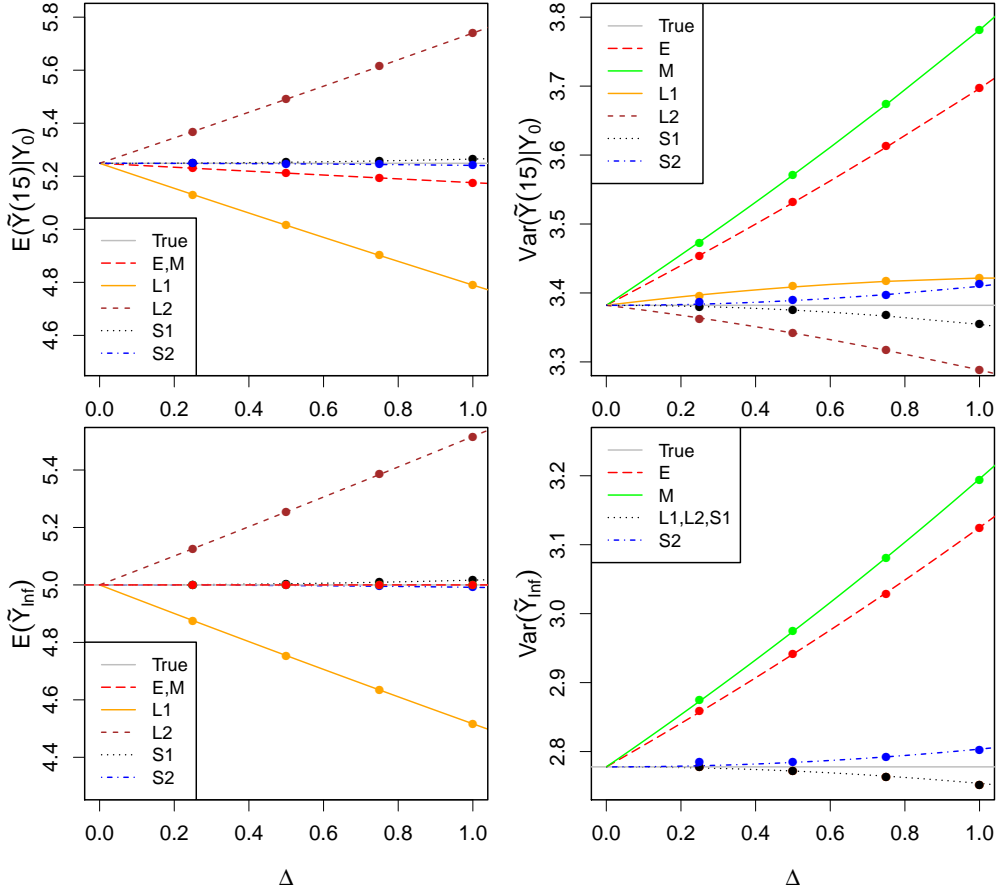 E(Ỹ(15)|Y₀)
5.8
5.6
5.4
5.2
5.0
4.8
4.6
True
E,M
L1
L2
S1
S2
0.0 0.2 0.4 0.6 0.8 1.0
Var(Ỹ(15)|Y₀)
3.8
3.7
3.6
3.5
3.4
3.3
True
E
M
L1
L2
S1
S2
0.0 0.2 0.4 0.6 0.8 1.0
E(Ỹ_Inf)
5.4
5.2
5.0
4.8
4.6
4.4
True
E,M
L1
L2
S1
S2
0.0 0.2 0.4 0.6 0.8 1.0
Δ
Var(Ỹ_Inf)
3.2
3.1
3.0
2.9
2.8
True
E
M
L1,L2,S1
S2
0.0 0.2 0.4 0.6 0.8 1.0
Δ